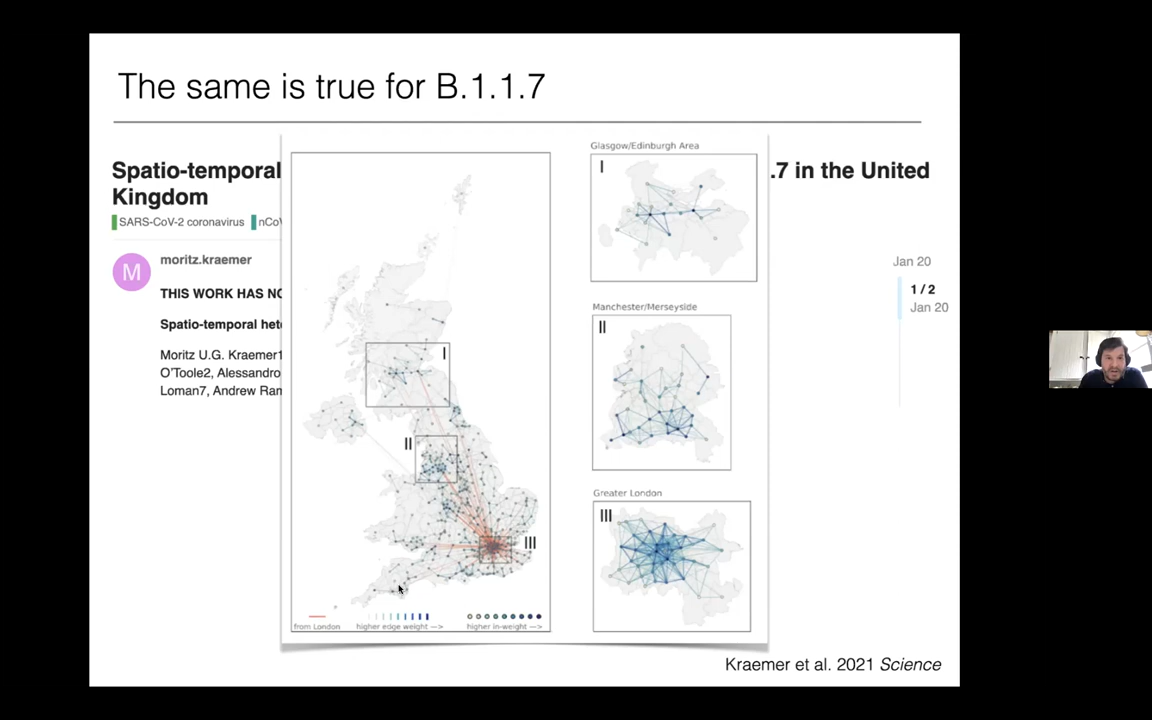 The same is true for B.1.1.7
Spatio-temporal
.7 in the United
Kingdom
SARS-CoV-2 coronavirus nCoV
M
moritz.kraemer
THIS WORK HAS NO
Spatio-temporal het
Moritz U.G. Kraemer1
O'Toole2, Alessandro
Loman7, Andrew Ram
Jan 20
1 / 2
Jan 20
I
II
III
from London
higher edge weight —>
higher in-weight —>
Glasgow/Edinburgh Area
I
Manchester/Merseyside
II
Greater London
III
Kraemer et al. 2021 Science